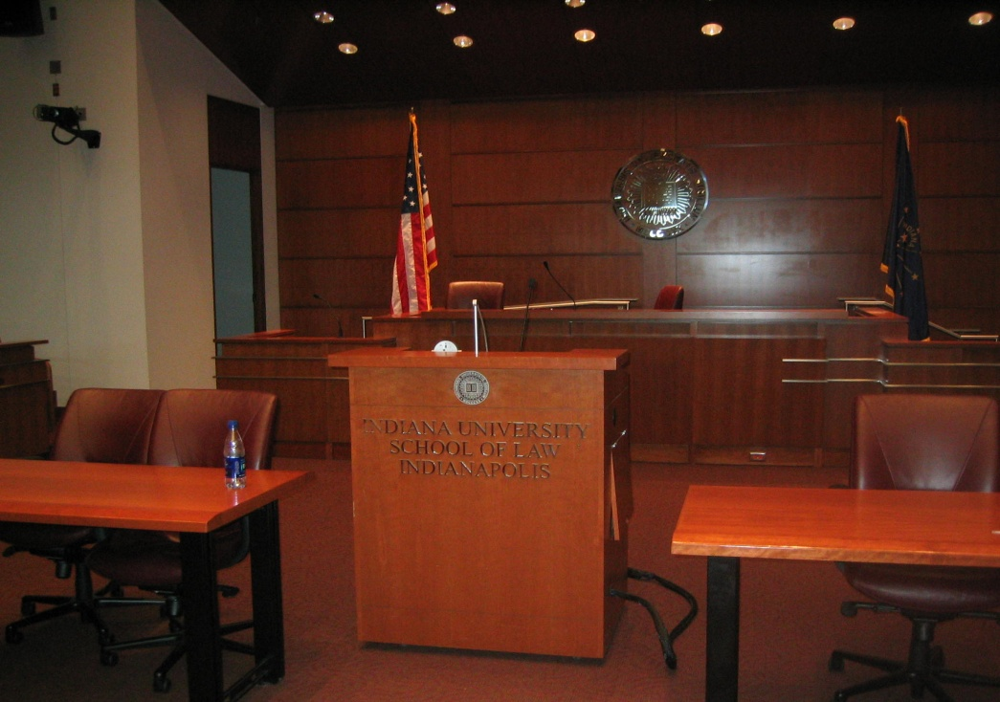 INDIANA UNIVERSITY
SCHOOL OF LAW
INDIANAPOLIS